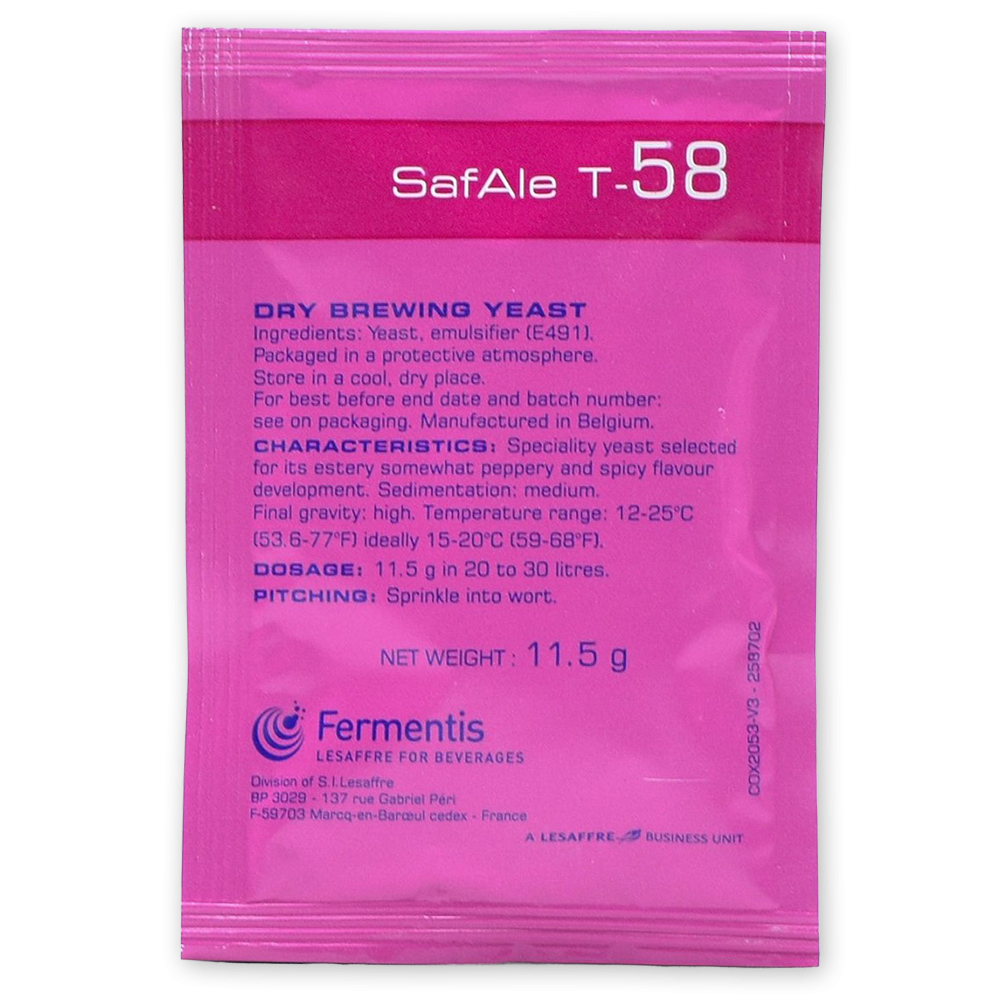 SafAle T-58
DRY BREWING YEAST
Ingredients: Yeast, emulsifier (E491).
Packaged in a protective atmosphere.
Store in a cool, dry place.
For best before end date and batch number:
see on packaging. Manufactured in Belgium.
CHARACTERISTICS: Speciality yeast selected
for its estery somewhat peppery and spicy flavour
development. Sedimentation: medium.
Final gravity: high. Temperature range: 12-25°C
(53.6-77°F) ideally 15-20°C (59-68°F).
DOSAGE: 11.5 g in 20 to 30 litres.
PITCHING: Sprinkle into wort.
NET WEIGHT : 11.5 g
COX2053-V3 - 258702
Fermentis
LESAFFRE FOR BEVERAGES
Division of S.I.Lesaffre
BP 3029 - 137 rue Gabriel Péri
F-59703 Marcq-en-Barœul cedex - France
A LESAFFRE BUSINESS UNIT